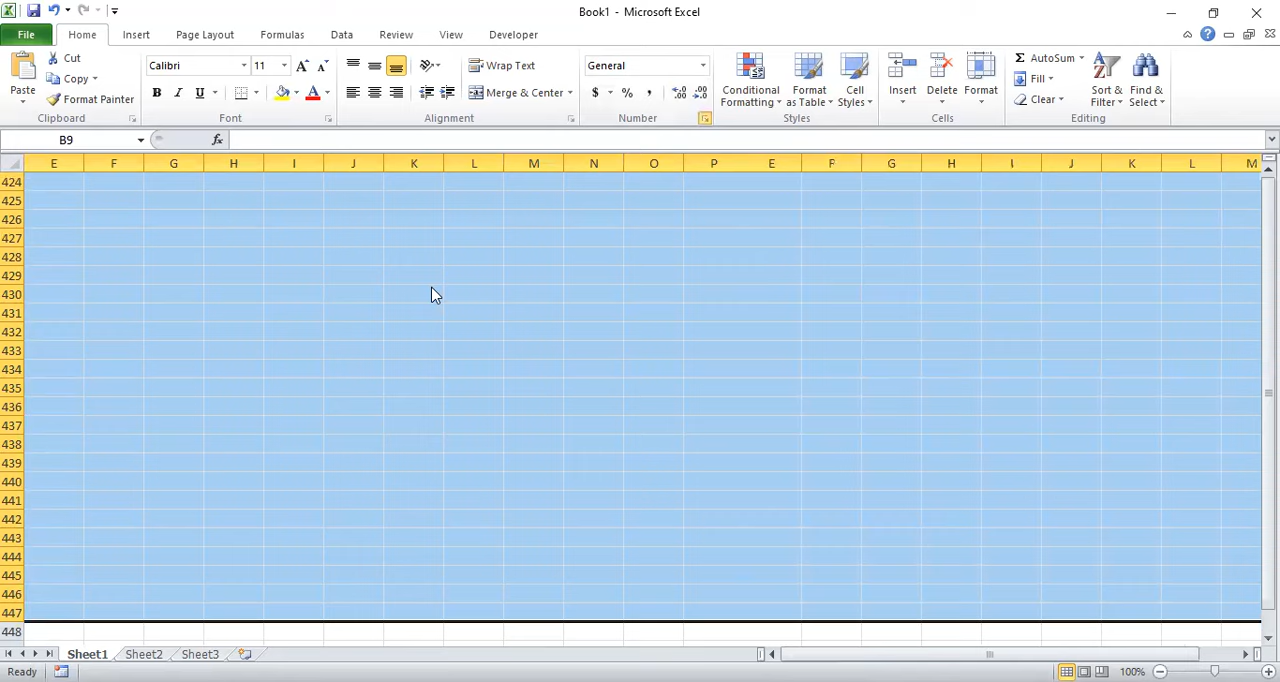 Book1 - Microsoft Excel
File Home Insert Page Layout Formulas Data Review View Developer
Paste Cut Copy Format Painter Clipboard
Calibri 11 B I U A Font
Wrap Text Merge & Center Alignment
General $ % , Number
Conditional Formatting Format as Table Cell Styles Styles
Insert Delete Format Cells
Σ AutoSum Fill Clear Sort & Filter Find & Select Editing
B9 fx
E F G H I J K L M N O P E F G H I J K L M
424
425
426
427
428
429
430
431
432
433
434
435
436
437
438
439
440
441
442
443
444
445
446
447
448
Sheet1 Sheet2 Sheet3
Ready 100%